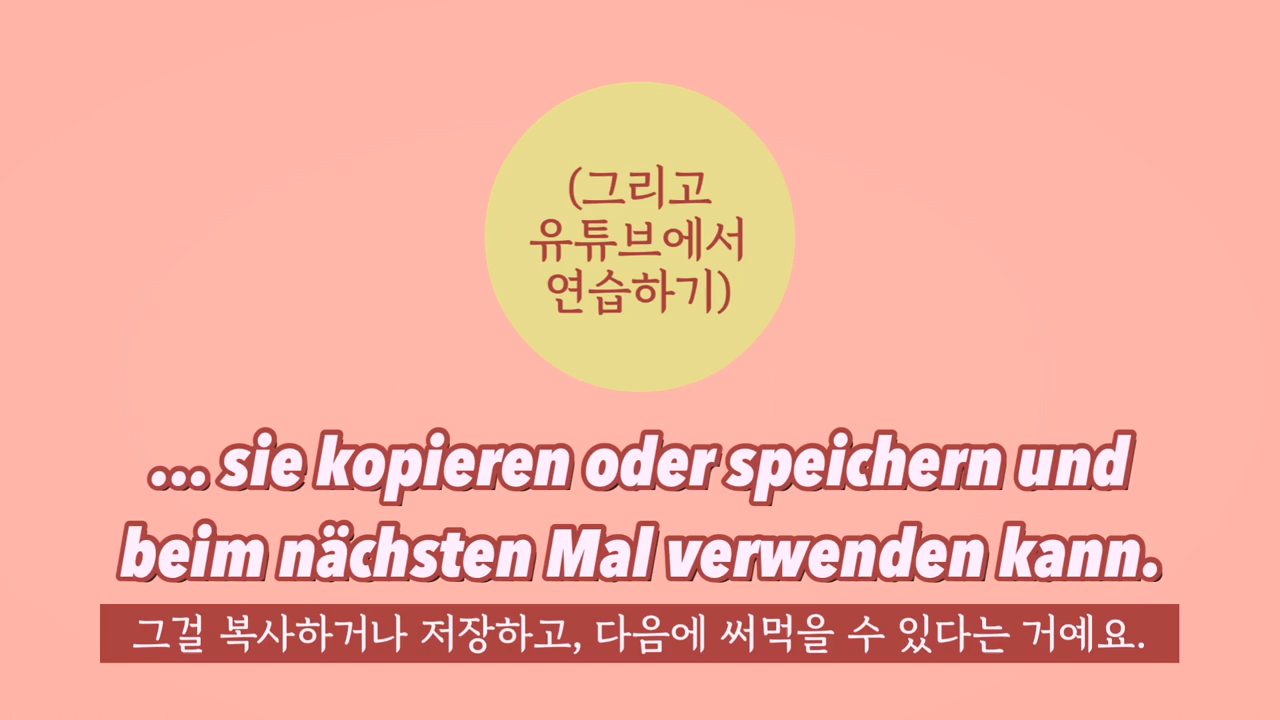 (그리고
유튜브에서
연습하기)
... sie kopieren oder speichern und
beim nächsten Mal verwenden kann.
그걸 복사하거나 저장하고, 다음에 써먹을 수 있다는 거예요.